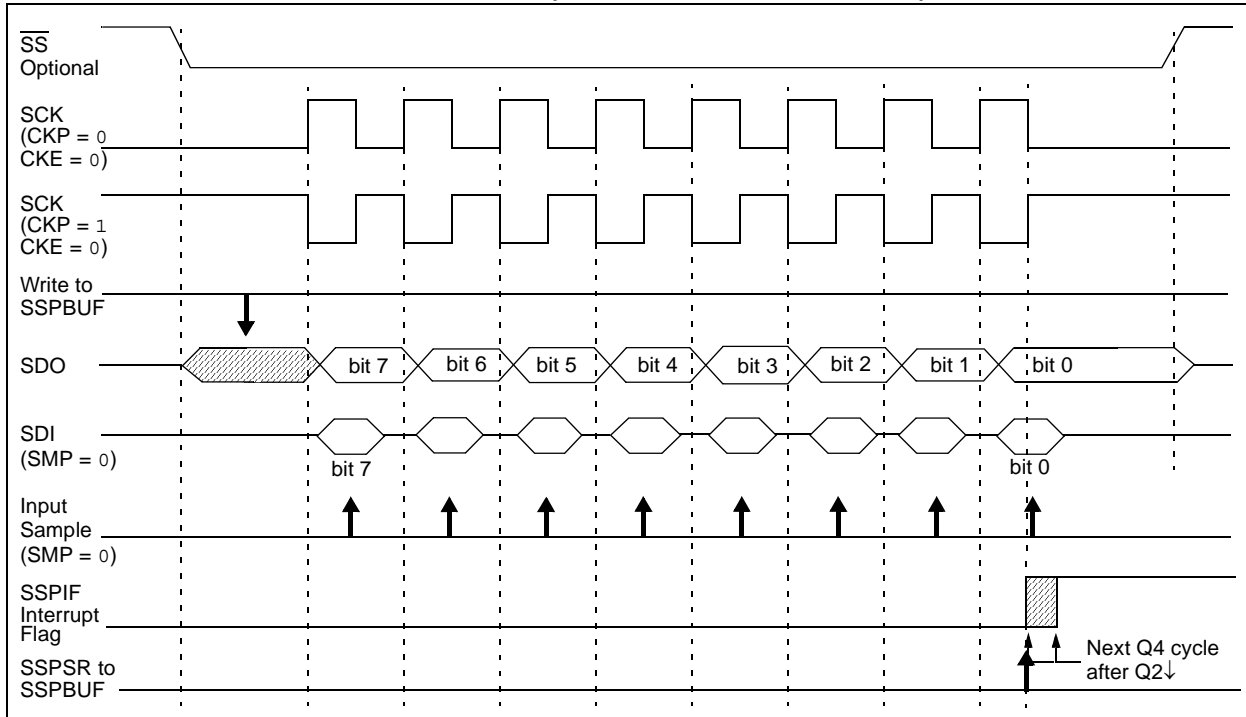 SS
Optional
SCK
(CKP = 0
CKE = 0)
SCK
(CKP = 1
CKE = 0)
Write to
SSPBUF
SDO
bit 7
bit 6
bit 5
bit 4
bit 3
bit 2
bit 1
bit 0
SDI
(SMP = 0)
bit 7
bit 0
Input
Sample
(SMP = 0)
SSPIF
Interrupt
Flag
SSPSR to
SSPBUF
Next Q4 cycle
after Q2↓